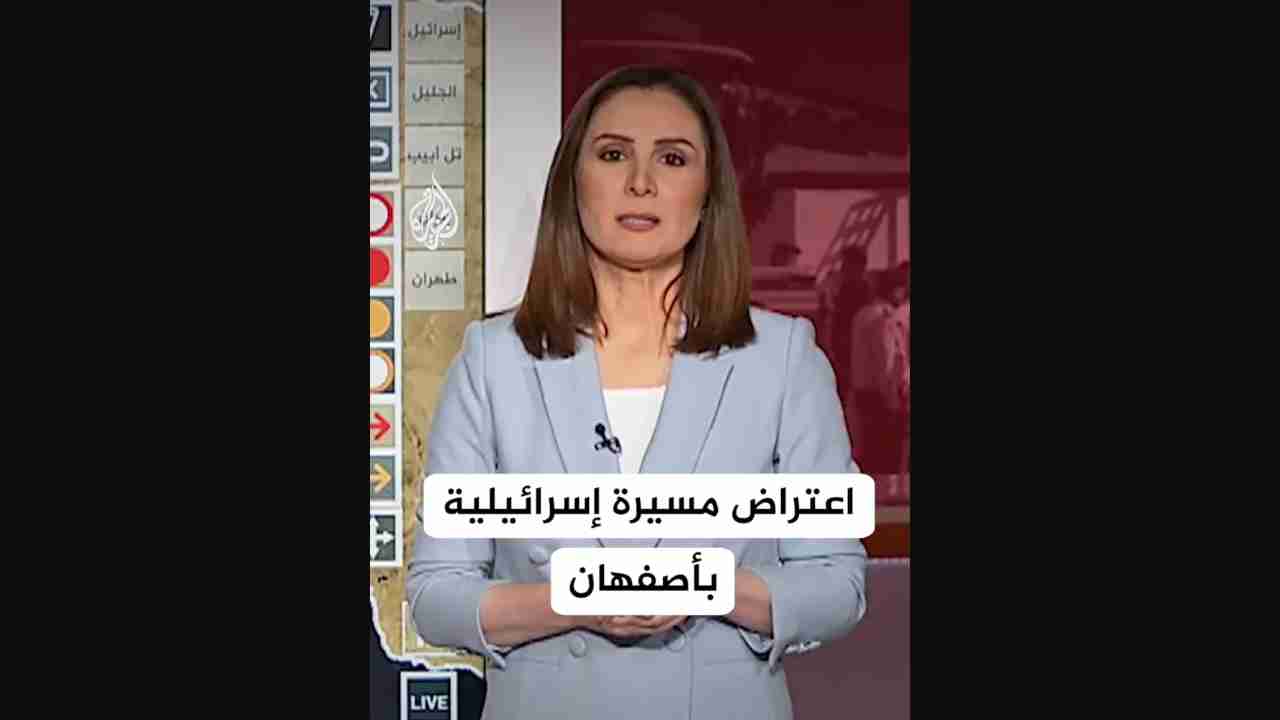 إسرائيل
الجليل
تل أبيب
طهران
اعتراض مسيرة إسرائيلية
بأصفهان
LIVE